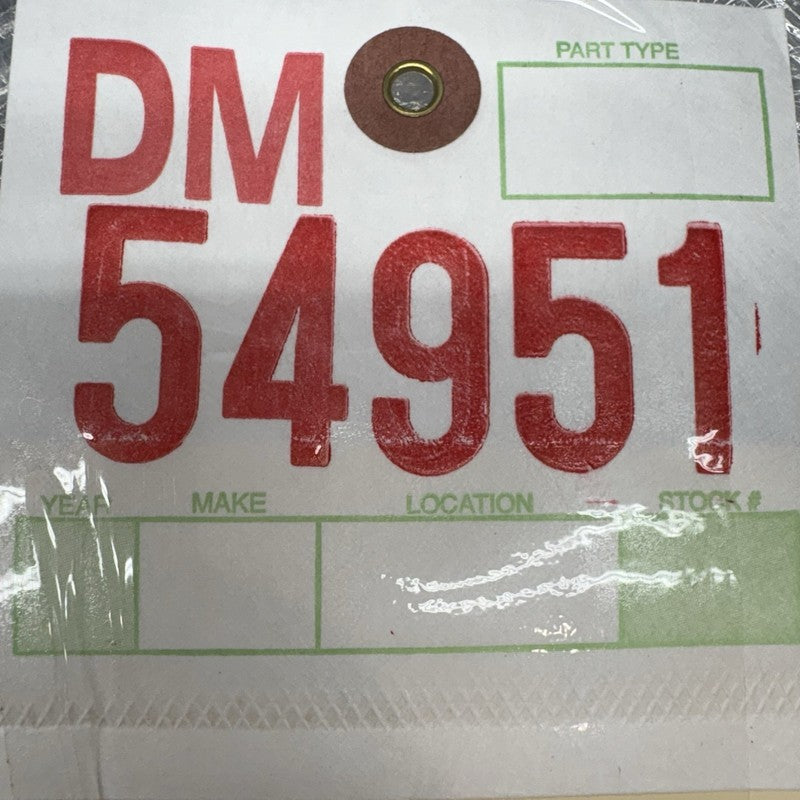 DM
PART TYPE
54951
YEAR MAKE LOCATION STOCK #